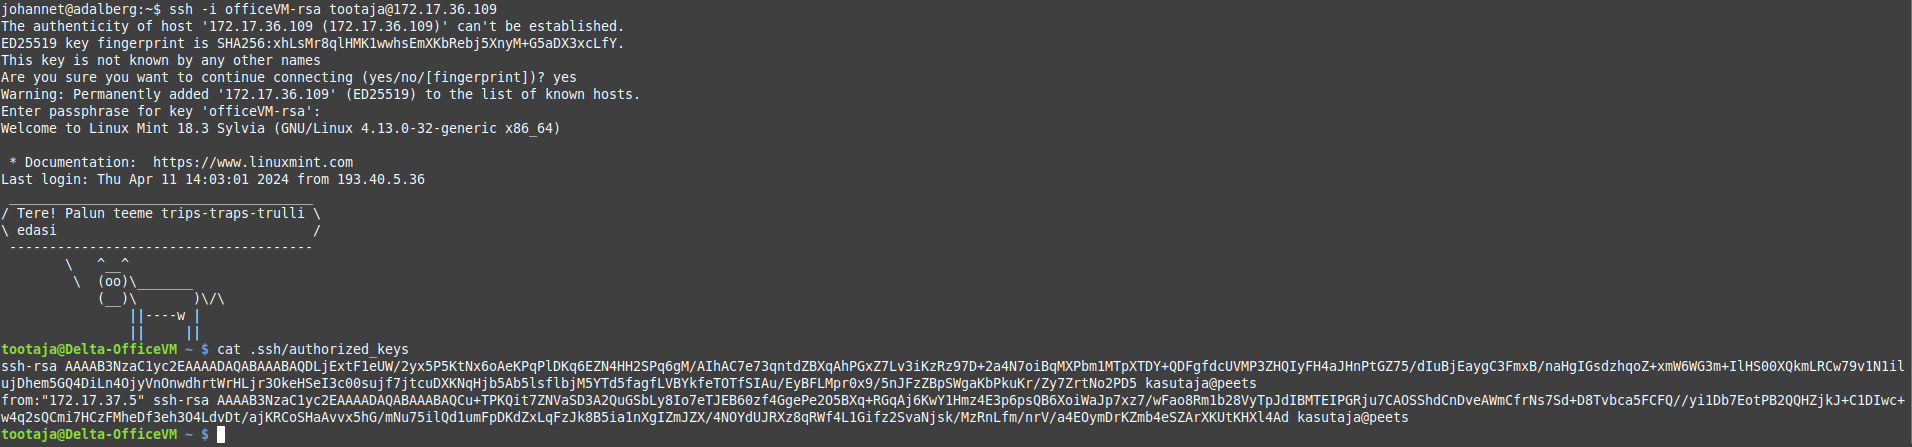 johannet@adalberg:~$ ssh -i officeVM-rsa tootaja@172.17.36.109
The authenticity of host '172.17.36.109 (172.17.36.109)' can't be established.
ED25519 key fingerprint is SHA256:xhLsMr8qlHMK1wwhsEmXKbRebj5XnyM+G5aDX3xcLfY.
This key is not known by any other names
Are you sure you want to continue connecting (yes/no/[fingerprint])? yes
Warning: Permanently added '172.17.36.109' (ED25519) to the list of known hosts.
Enter passphrase for key 'officeVM-rsa':
Welcome to Linux Mint 18.3 Sylvia (GNU/Linux 4.13.0-32-generic x86_64)

 * Documentation:  https://www.linuxmint.com
Last login: Thu Apr 11 14:03:01 2024 from 193.40.5.36
 ______________________________________
/ Tere! Palun teeme trips-traps-trulli \
\ edasi                                /
 --------------------------------------
        \   ^__^
         \  (oo)\_______
            (__)\       )\/\
                ||----w |
                ||     ||
tootaja@Delta-OfficeVM ~ $ cat .ssh/authorized_keys
ssh-rsa AAAAB3NzaC1yc2EAAAADAQABAAABAQDLjExtF1eUW/2yx5P5KtNx6oAeKPqPlDKq6EZN4HH2SPq6gM/AIhAC7e73qntdZBXqAhPGxZ7Lv3iKzRz97D+2a4N7oiBqMXPbm1MTpXTDY+QDFgfdcUVMP3ZHQIyFH4aJHnPtGZ75/dIuBjEaygC3FmxB/naHgIGsdzhqoZ+xmW6WG3m+IlHS00XQkmLRCw79v1N1il
ujDhem5GQ4DiLn4OjyVnOnwdhrtWrHLjr3OkeHSeI3c00sujf7jtcuDXKNqHjb5Ab5lsflbjM5YTd5fagfLVBYkfeTOTfSIAu/EyBFLMpr0x9/5nJFzZBpSWgaKbPkuKr/Zy7ZrtNo2PD5 kasutaja@peets
from:"172.17.37.5" ssh-rsa AAAAB3NzaC1yc2EAAAADAQABAAABAQCu+TPKQit7ZNVaSD3A2QuGSbLy8Io7eTJEB60zf4GgePe2O5BXq+RGqAj6KwY1Hmz4E3p6psQB6XoiWaJp7xz7/wFao8Rm1b28VyTpJdIBMTEIPGRju7CAOSShdCnDveAWmCfrNs7Sd+D8Tvbca5FCFQ//yi1Db7EotPB2QQHZjkJ+C1DIwc+
w4q2sQCmi7HCzFMheDf3eh3O4LdvDt/ajKRCoSHaAvvx5hG/mNu75ilQd1umFpDKdZxLqFzJk8B5ia1nXgIZmJZX/4NOYdUJRXz8qRWf4L1Gifz2SvaNjsk/MzRnLfm/nrV/a4EOymDrKZmb4eSZArXKUtKHXl4Ad kasutaja@peets
tootaja@Delta-OfficeVM ~ $